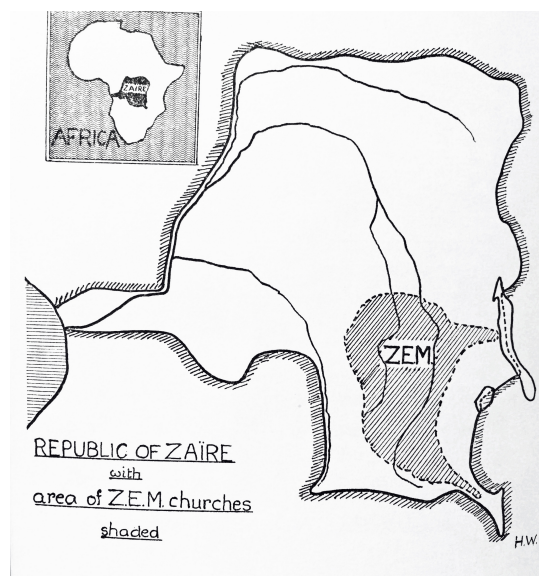 ZAIRE
AFRICA
ZEM
REPUBLIC OF ZAÏRE
with
area of Z.E.M. churches
shaded
H.W.